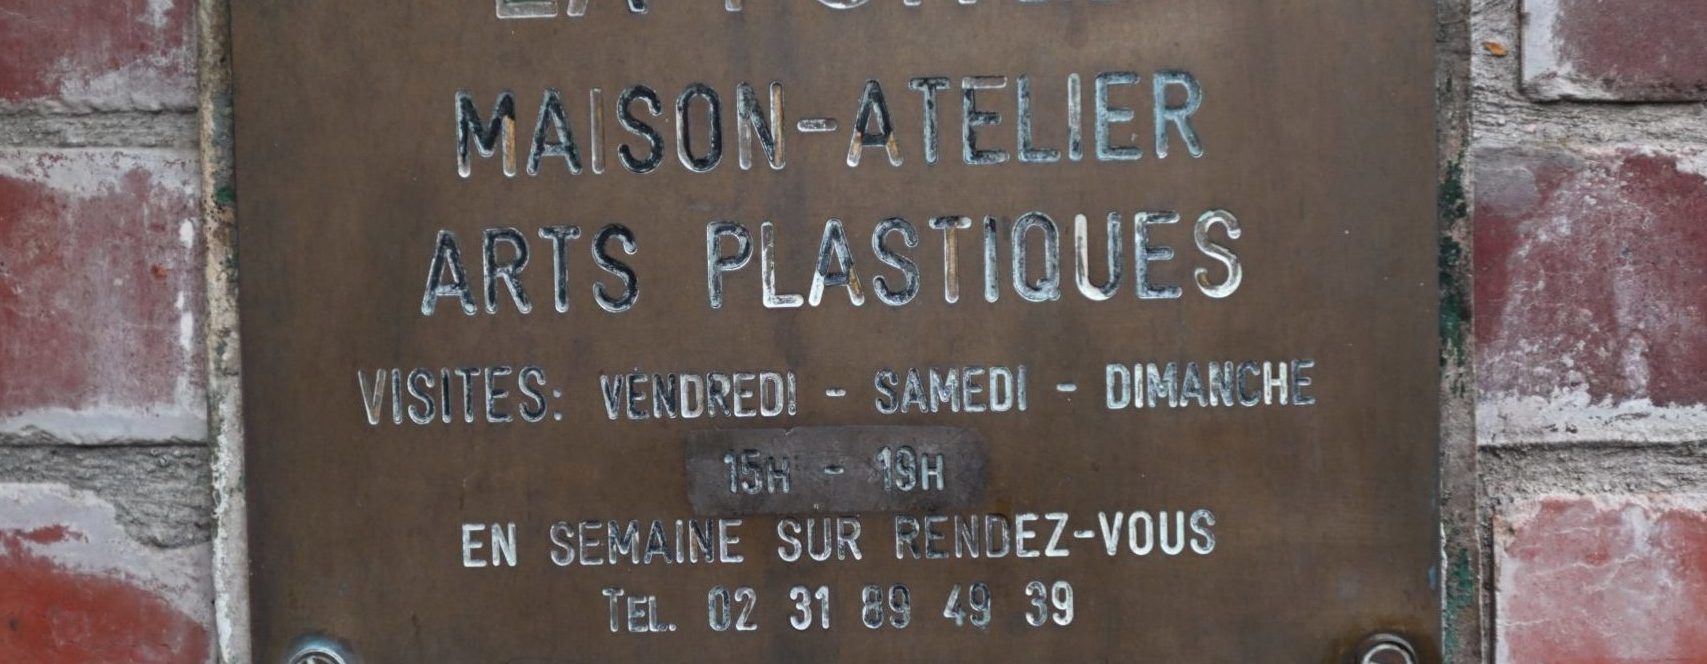 MAISON-ATELIER
ARTS PLASTIQUES
VISITES: VENDREDI - SAMEDI - DIMANCHE
15H - 19H
EN SEMAINE SUR RENDEZ-VOUS
TEL. 02 31 89 49 39